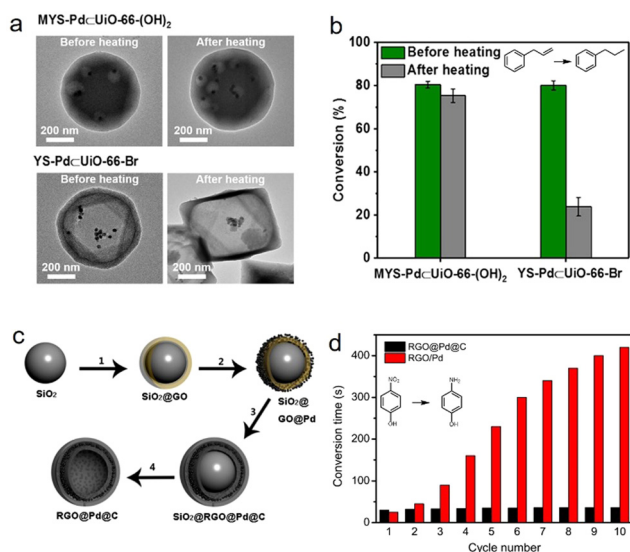 a
MYS-Pd⊂UiO-66-(OH)₂
Before heating
After heating
200 nm
200 nm
YS-Pd⊂UiO-66-Br
Before heating
After heating
200 nm
200 nm
b
100
80
60
40
20
0
Conversion (%)
Before heating
After heating
MYS-Pd⊂UiO-66-(OH)₂
YS-Pd⊂UiO-66-Br
c
1
2
SiO₂
SiO₂@GO
SiO₂@
GO@Pd
3
4
RGO@Pd@C
SiO₂@RGO@Pd@C
d
RGO@Pd@C
RGO/Pd
400
300
200
100
0
Conversion time (s)
NO₂
OH
NH₂
OH
1 2 3 4 5 6 7 8 9 10
Cycle number